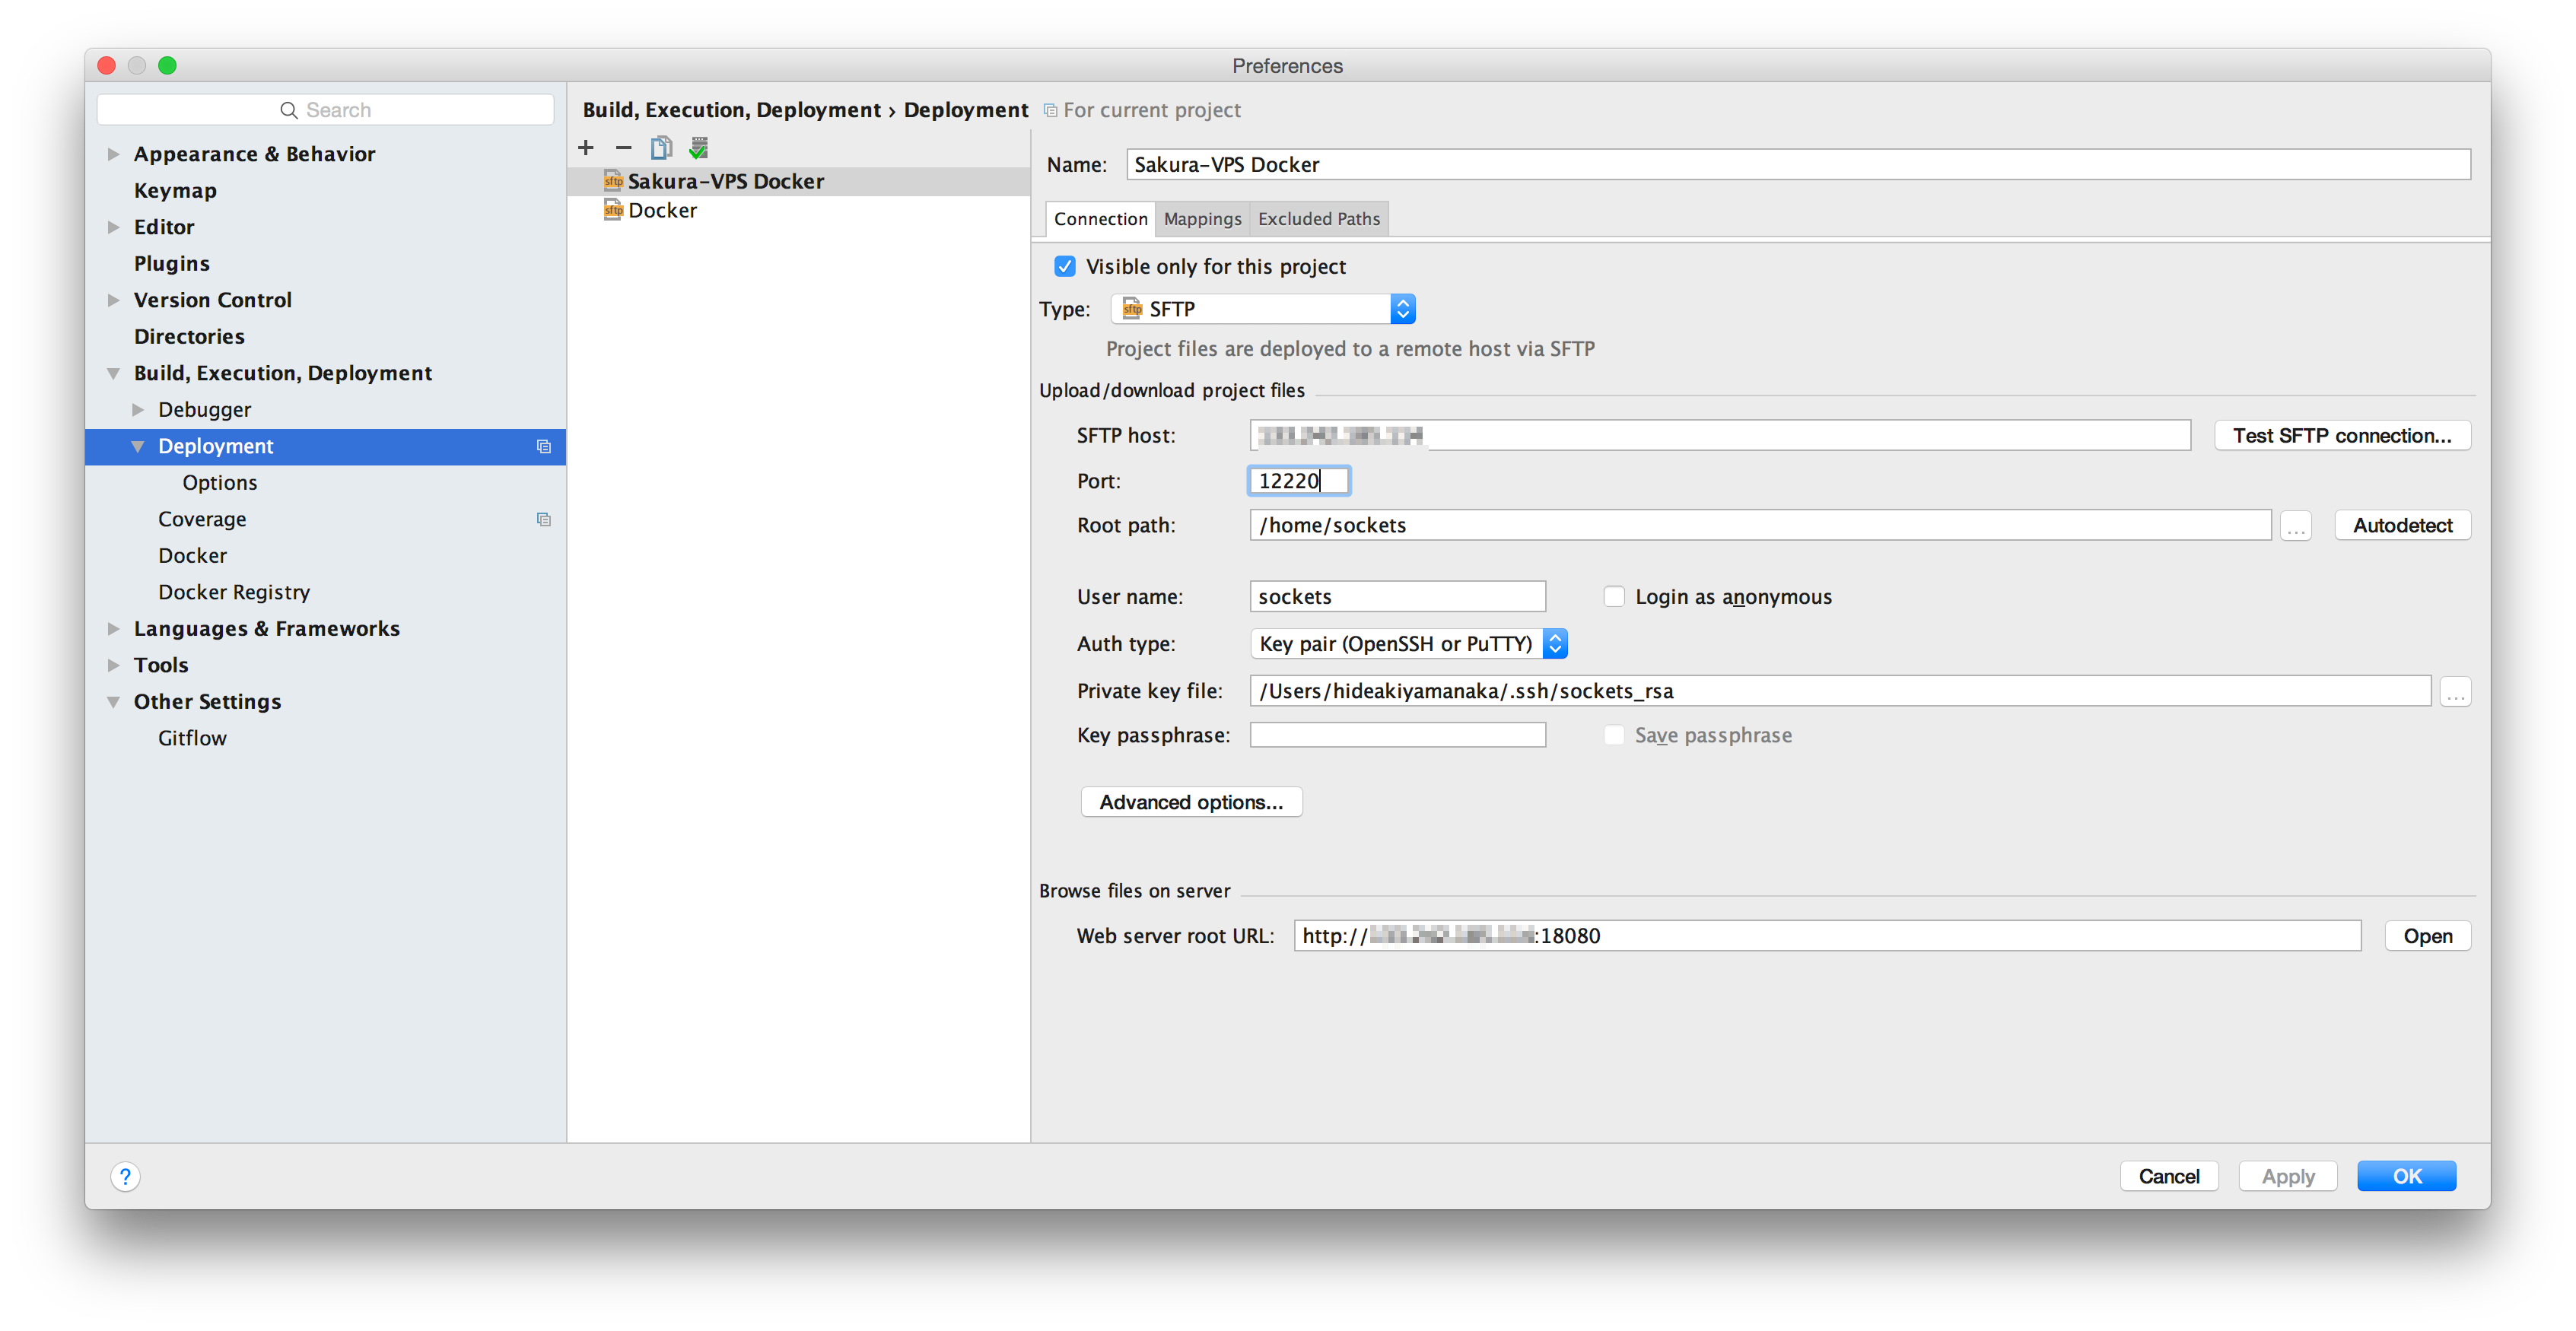 Preferences
Search
Appearance & Behavior
Keymap
Editor
Plugins
Version Control
Directories
Build, Execution, Deployment
Debugger
Deployment
Options
Coverage
Docker
Docker Registry
Languages & Frameworks
Tools
Other Settings
Gitflow
Build, Execution, Deployment › Deployment For current project
sftp Sakura-VPS Docker
sftp Docker
Name: Sakura-VPS Docker
Connection Mappings Excluded Paths
Visible only for this project
Type: sftp SFTP
Project files are deployed to a remote host via SFTP
Upload/download project files
SFTP host: Test SFTP connection...
Port: 12220
Root path: /home/sockets ... Autodetect
User name: sockets Login as anonymous
Auth type: Key pair (OpenSSH or PuTTY)
Private key file: /Users/hideakiyamanaka/.ssh/sockets_rsa ...
Key passphrase: Save passphrase
Advanced options...
Browse files on server
Web server root URL: http:// :18080 Open
? Cancel Apply OK